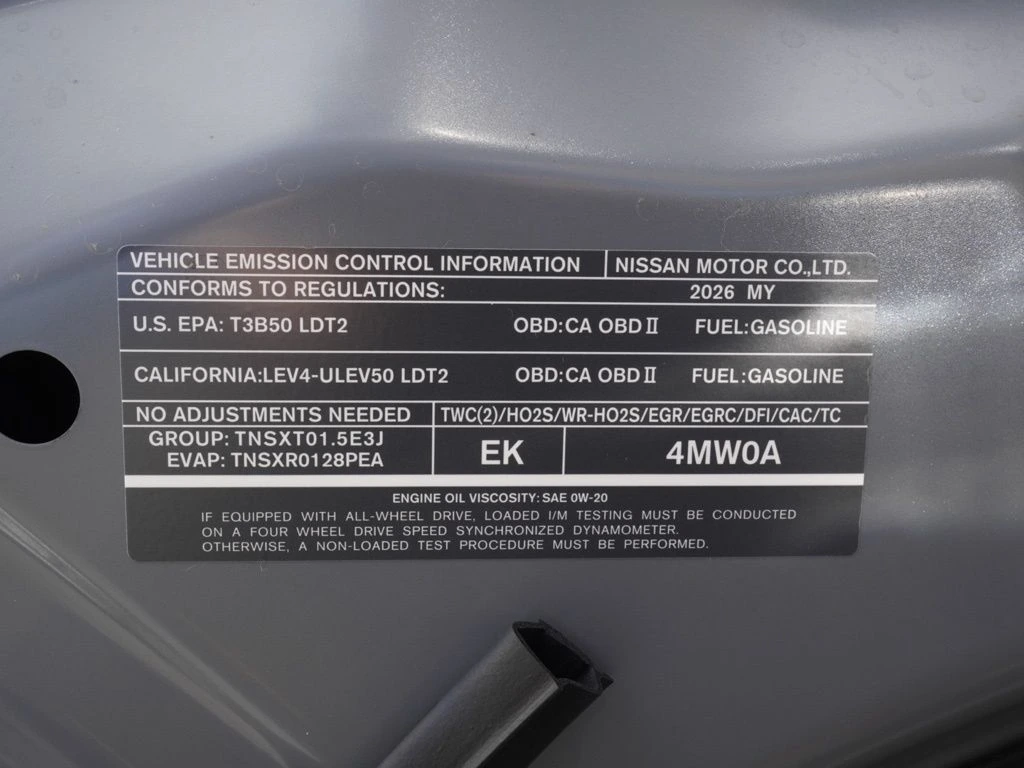 VEHICLE EMISSION CONTROL INFORMATION NISSAN MOTOR CO.,LTD.
CONFORMS TO REGULATIONS: 2026 MY
U.S. EPA: T3B50 LDT2 OBD:CA OBD II FUEL:GASOLINE
CALIFORNIA:LEV4-ULEV50 LDT2 OBD:CA OBD II FUEL:GASOLINE
NO ADJUSTMENTS NEEDED TWC(2)/HO2S/WR-HO2S/EGR/EGRC/DFI/CAC/TC
GROUP: TNSXT01.5E3J
EVAP: TNSXR0128PEA
EK 4MW0A
ENGINE OIL VISCOSITY: SAE 0W-20
IF EQUIPPED WITH ALL-WHEEL DRIVE, LOADED I/M TESTING MUST BE CONDUCTED
ON A FOUR WHEEL DRIVE SPEED SYNCHRONIZED DYNAMOMETER.
OTHERWISE, A NON-LOADED TEST PROCEDURE MUST BE PERFORMED.